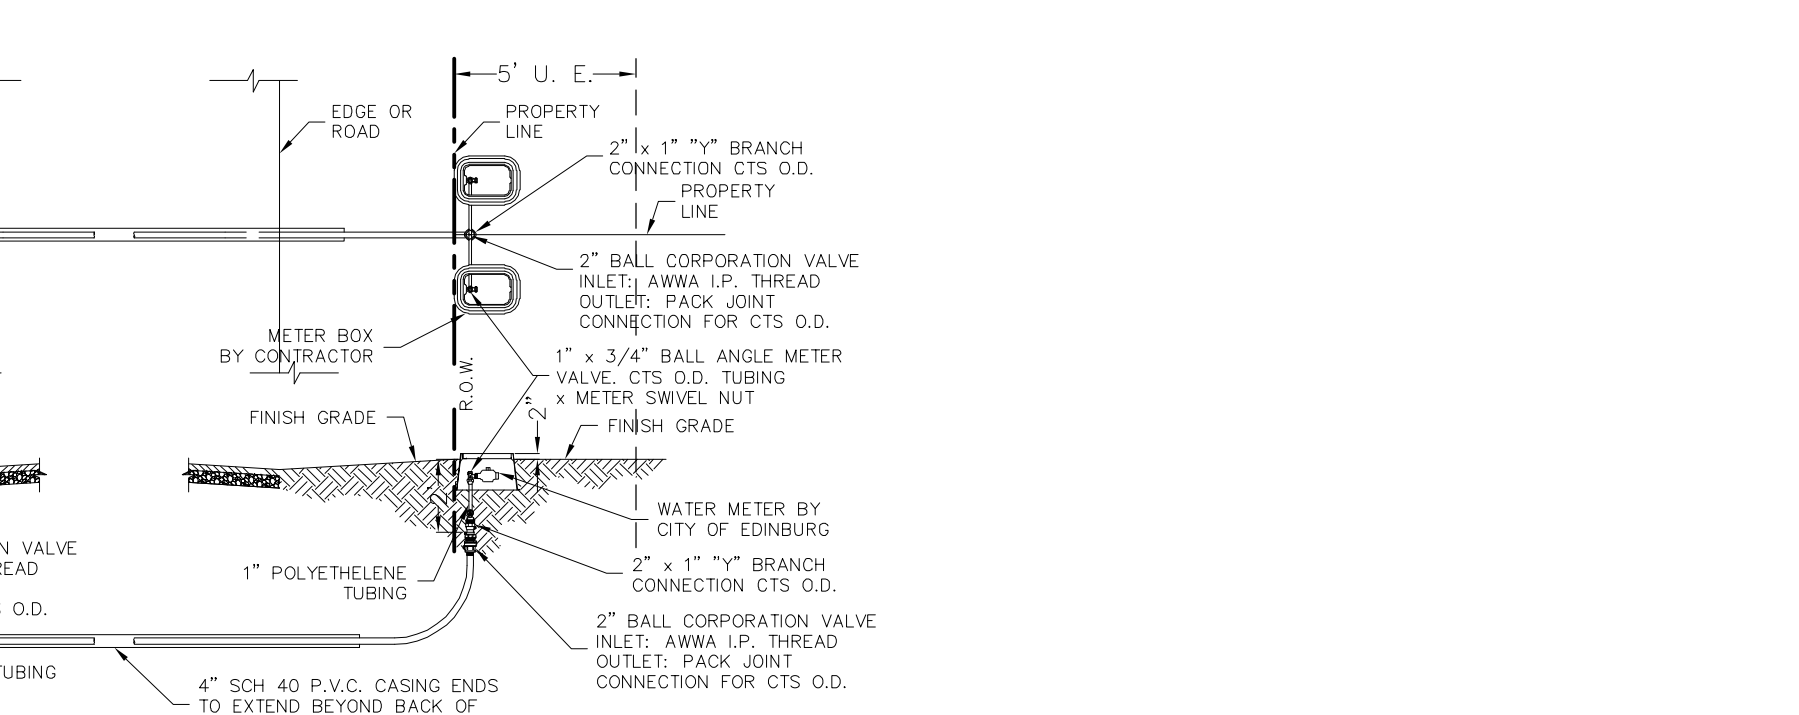 5' U. E.
EDGE OR
ROAD
PROPERTY
LINE
2" x 1" "Y" BRANCH
CONNECTION CTS O.D.
PROPERTY
LINE
2" BALL CORPORATION VALVE
INLET: AWWA I.P. THREAD
OUTLET: PACK JOINT
CONNECTION FOR CTS O.D.
METER BOX
BY CONTRACTOR
R.O.W.
1" x 3/4" BALL ANGLE METER
VALVE. CTS O.D. TUBING
x METER SWIVEL NUT
2"
FINISH GRADE
FINISH GRADE
WATER METER BY
CITY OF EDINBURG
N VALVE
READ
O.D.
1" POLYETHELENE
TUBING
2" x 1" "Y" BRANCH
CONNECTION CTS O.D.
2" BALL CORPORATION VALVE
INLET: AWWA I.P. THREAD
OUTLET: PACK JOINT
CONNECTION FOR CTS O.D.
TUBING
4" SCH 40 P.V.C. CASING ENDS
TO EXTEND BEYOND BACK OF